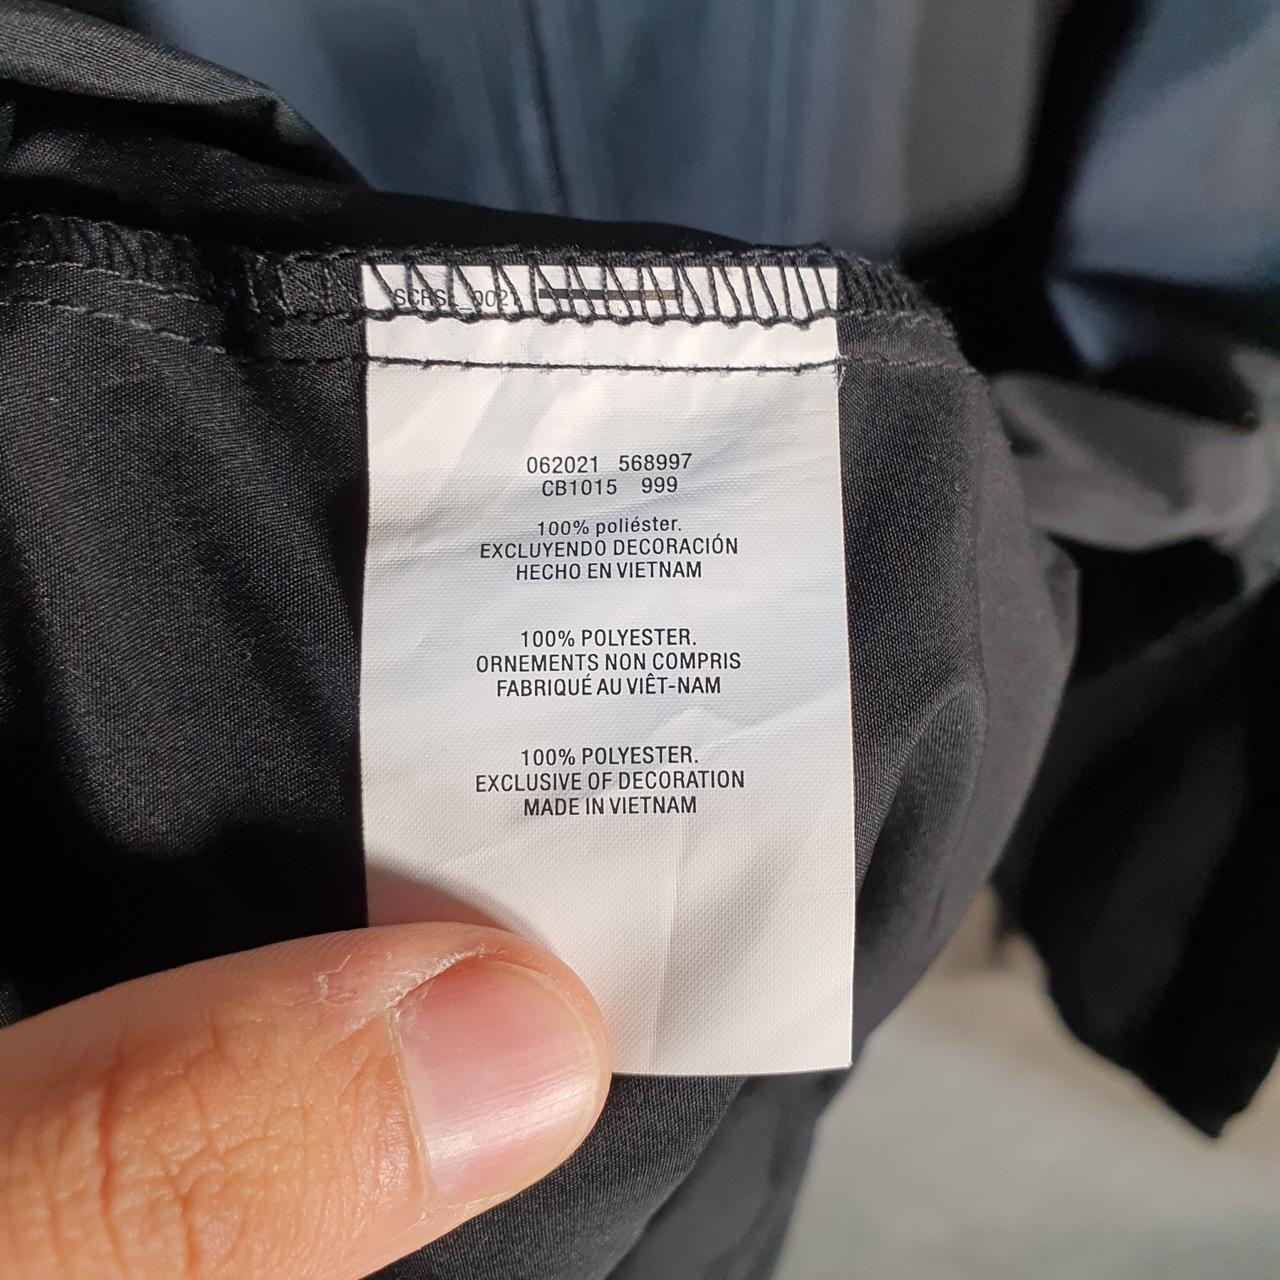 062021 568997
CB1015 999
100% poliéster.
EXCLUYENDO DECORACIÓN
HECHO EN VIETNAM
100% POLYESTER.
ORNEMENTS NON COMPRIS
FABRIQUÉ AU VIÊT-NAM
100% POLYESTER.
EXCLUSIVE OF DECORATION
MADE IN VIETNAM